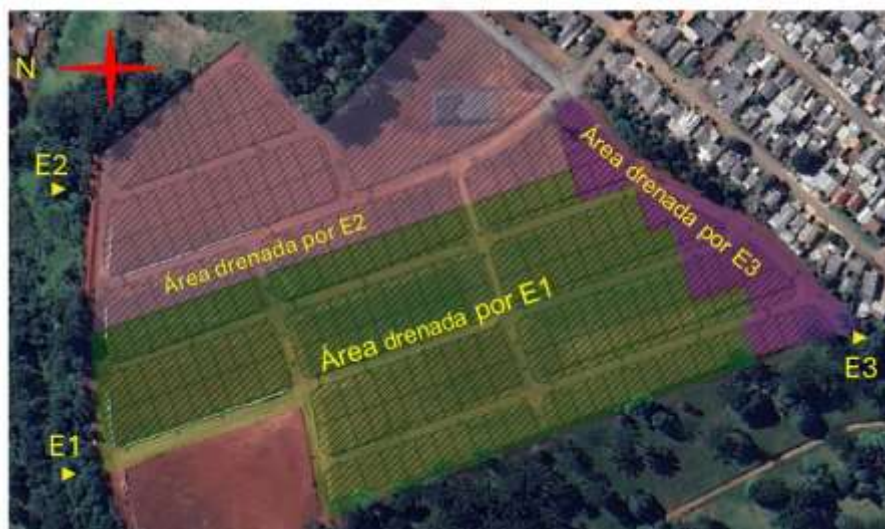 N
E2
Área drenada por E2
Área drenada por E3
Área drenada por E1
E3
E1